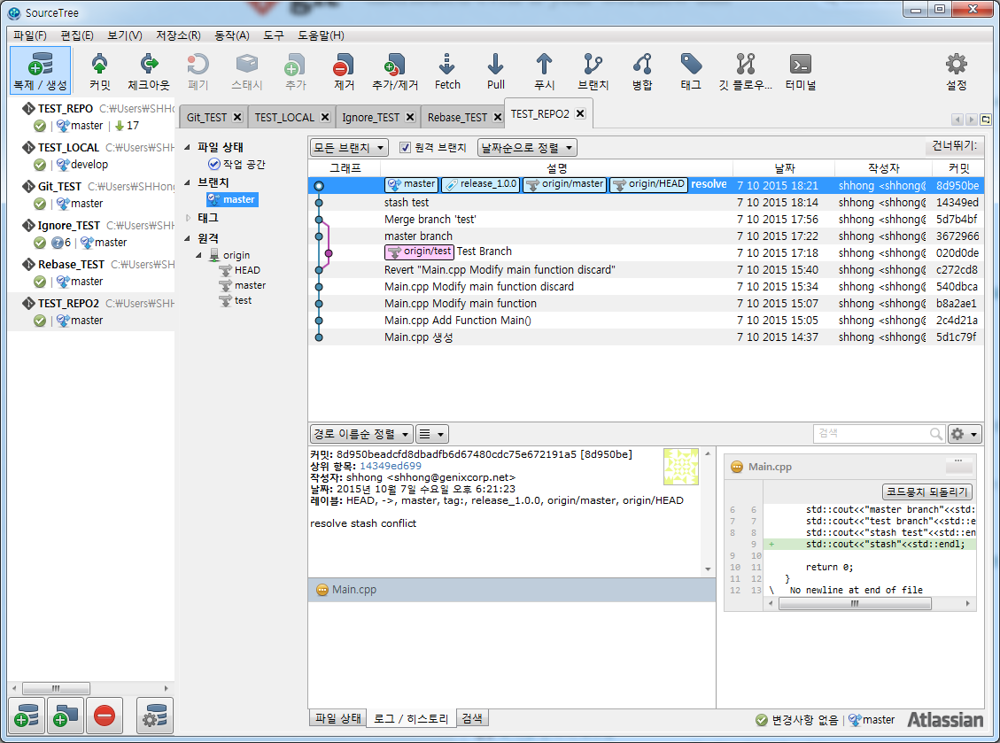 SourceTree
파일(F) 편집(E) 보기(V) 저장소(R) 동작(A) 도구 도움말(H)
복제 / 생성 커밋 체크아웃 폐기 스태시 추가 제거 추가/제거 Fetch Pull 푸시 브랜치 병합 태그 깃 플로우... 터미널 설정
TEST_REPO C:₩Users₩SHHo
master 17
TEST_LOCAL C:₩Users₩SH
develop
Git_TEST C:₩Users₩SHHong
master
Ignore_TEST C:₩Users₩SHH
6 master
Rebase_TEST C:₩Users₩SH
master
TEST_REPO2 C:₩Users₩SHH
master
Git_TEST TEST_LOCAL Ignore_TEST Rebase_TEST TEST_REPO2
파일 상태
작업 공간
브랜치
master
태그
원격
origin
HEAD
master
test
모든 브랜치 원격 브랜치 날짜순으로 정렬 건너뛰기:
그래프 설명 날짜 작성자 커밋
master release_1.0.0 origin/master origin/HEAD resolve 7 10 2015 18:21 shhong <shhong@ 8d950be
stash test 7 10 2015 18:14 shhong <shhong@ 14349ed
Merge branch 'test' 7 10 2015 17:56 shhong <shhong@ 5d7b4bf
master branch 7 10 2015 17:22 shhong <shhong@ 3672966
origin/test Test Branch 7 10 2015 17:18 shhong <shhong@ 020d0de
Revert "Main.cpp Modify main function discard" 7 10 2015 15:40 shhong <shhong@ c272cd8
Main.cpp Modify main function discard 7 10 2015 15:34 shhong <shhong@ 540dbca
Main.cpp Modify main function 7 10 2015 15:07 shhong <shhong@ b8a2ae1
Main.cpp Add Function Main() 7 10 2015 15:05 shhong <shhong@ 2c4d21a
Main.cpp 생성 7 10 2015 14:37 shhong <shhong@ 5d1c79f
경로 이름순 정렬 검색
커밋: 8d950beadcfd8dbadfb6d67480cdc75e672191a5 [8d950be]
상위 항목: 14349ed699
작성자: shhong <shhong@genixcorp.net>
날짜: 2015년 10월 7일 수요일 오후 6:21:23
레이블: HEAD, ->, master, tag:, release_1.0.0, origin/master, origin/HEAD
resolve stash conflict
Main.cpp
Main.cpp
코드뭉치 되돌리기
6 6 std::cout<<"master branch"<<std:
7 7 std::cout<<"test branch"<<std::e
8 8 std::cout<<"stash test"<<std::en
9 + std::cout<<"stash"<<std::endl;
9 10
10 11 return 0;
11 12 }
12 13 \ No newline at end of file
파일 상태 로그 / 히스토리 검색
변경사항 없음 master Atlassian